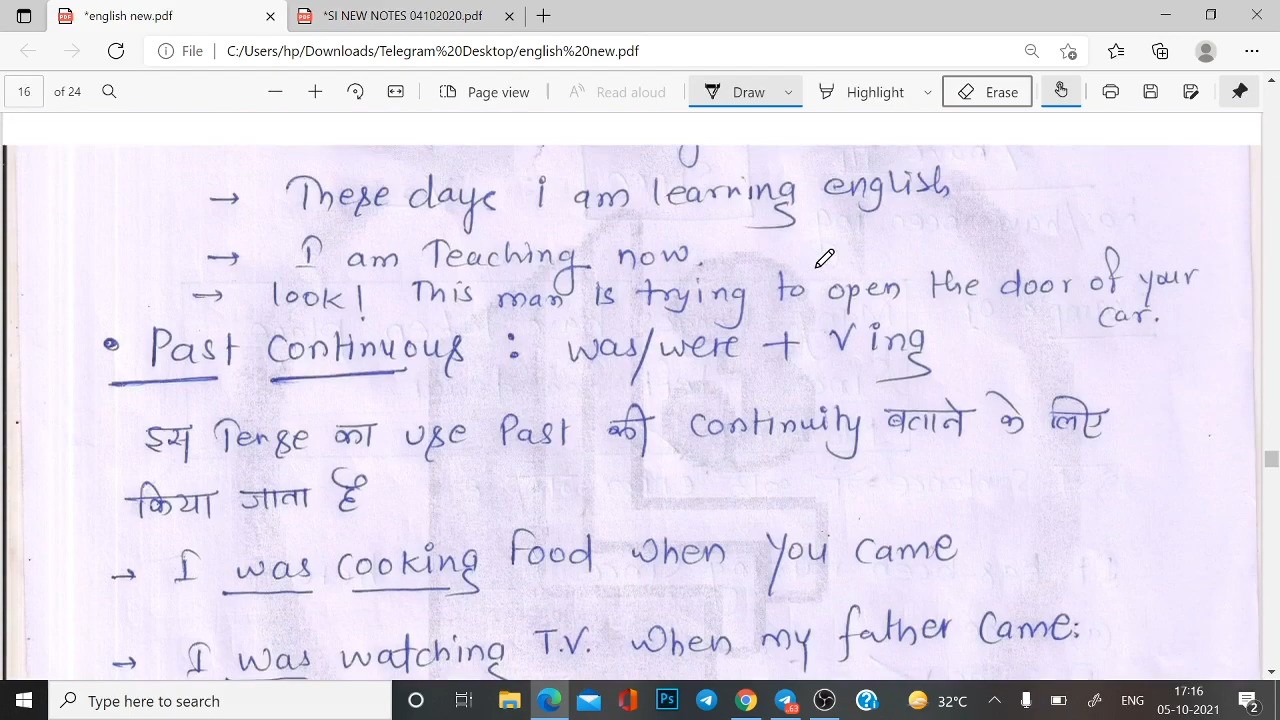 *english new.pdf
*SI NEW NOTES 04102020.pdf
File
C:/Users/hp/Downloads/Telegram%20Desktop/english%20new.pdf
16 of 24
Page view
Read aloud
Draw
Highlight
Erase
→ These days i am learning english
→ I am Teaching now.
→ look! This man is trying to open the door of your
car.
• Past Continuous : was/were + V ing
इस Tense का use Past की continuity बताने के लिए
किया जाता है
→ I was cooking food when you came
→ I was watching T.V. when my father came:
Type here to search
Ps
63
32°C
ENG
17:16
05-10-2021
2